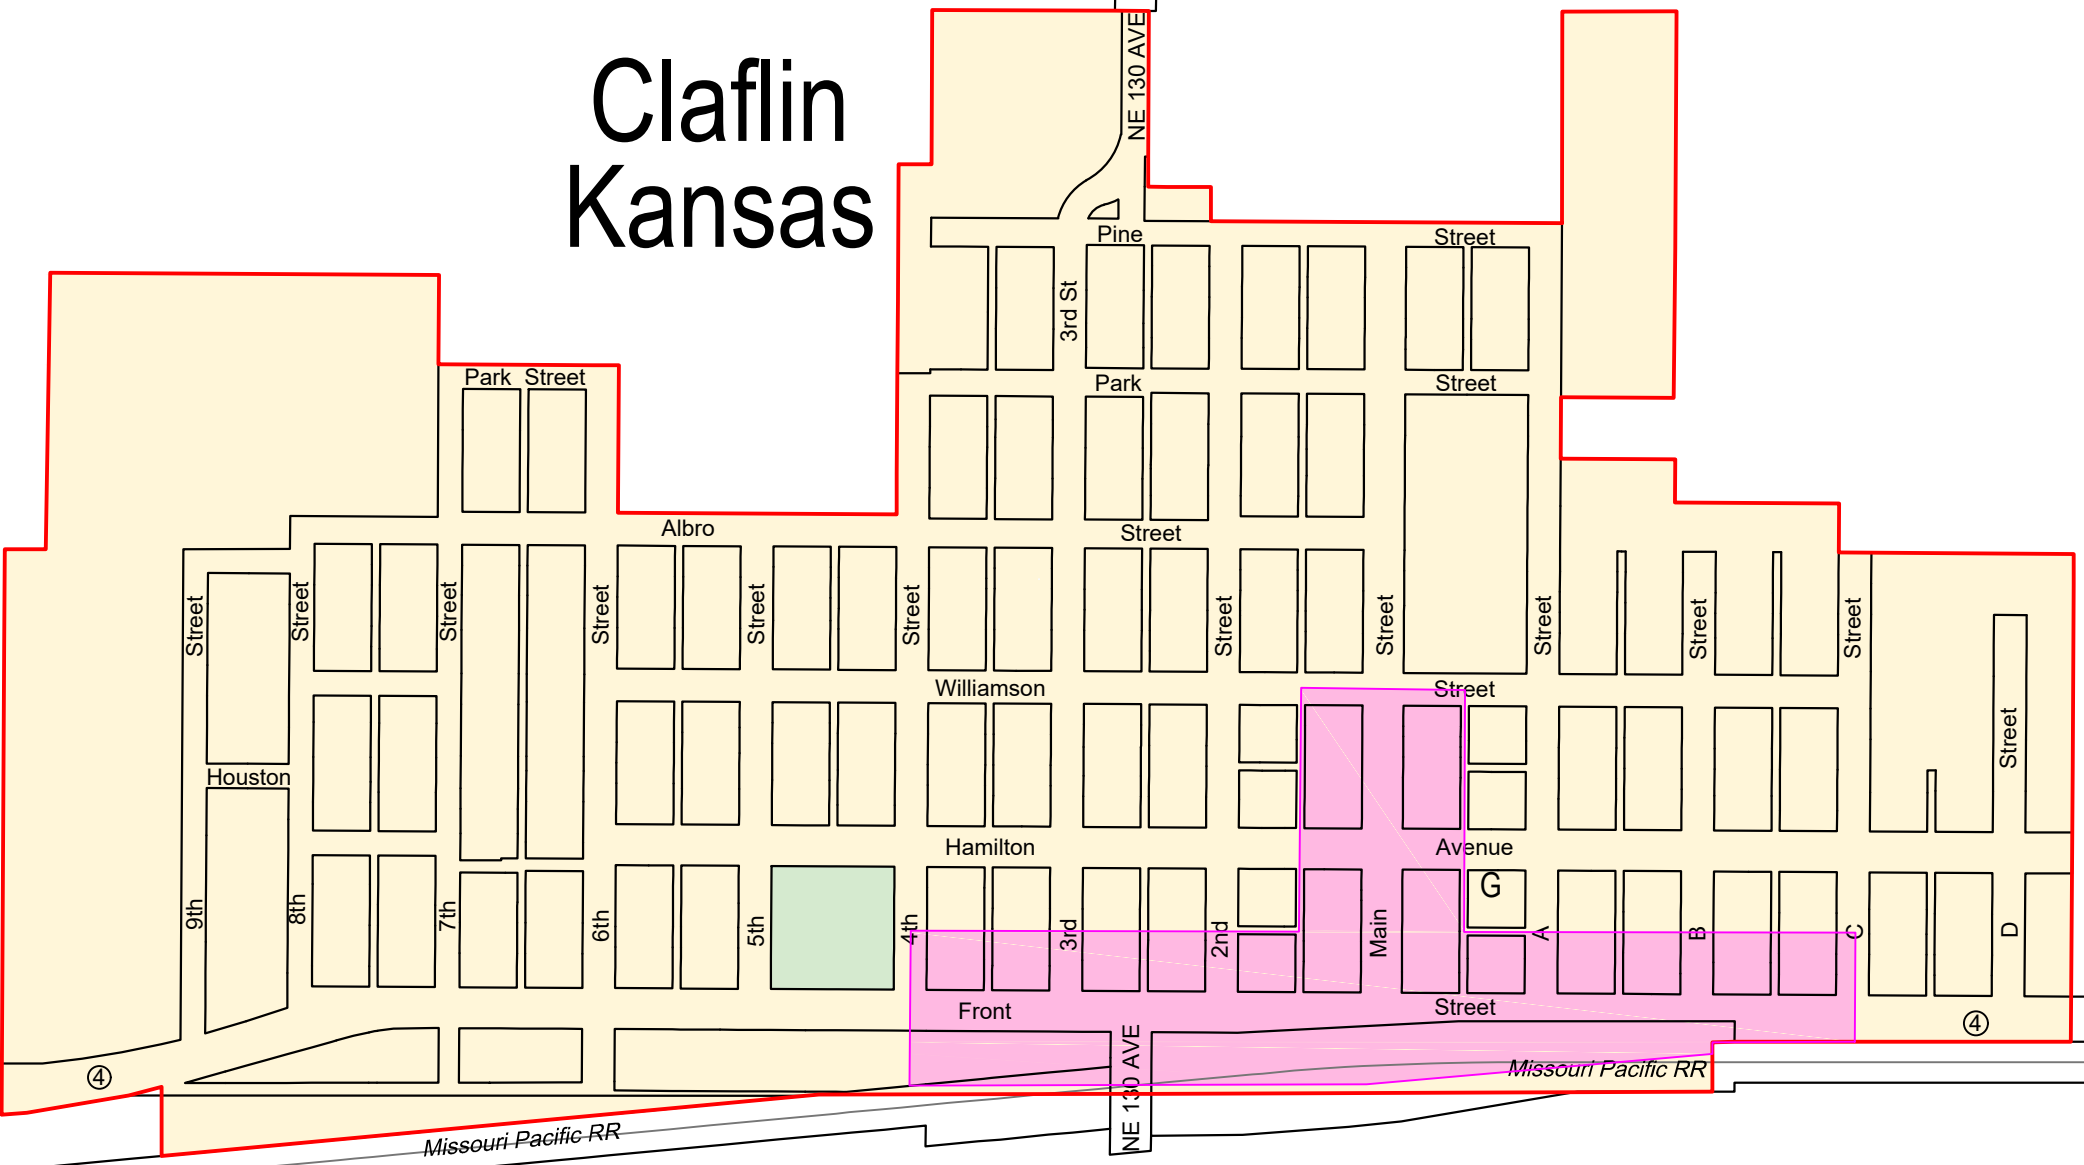 Claflin
Kansas
NE 130 AVE
Pine Street
3rd St
Park Street
Park Street
Albro Street
Street
Street
Street
Street
Street
Street
Street
Street
Street
Street
Street
Williamson Street
Street
Houston
Hamilton Avenue
G
9th
8th
7th
6th
5th
4th
3rd
2nd
Main
A
B
C
D
Front Street
4
4
NE 130 AVE
Missouri Pacific RR
Missouri Pacific RR